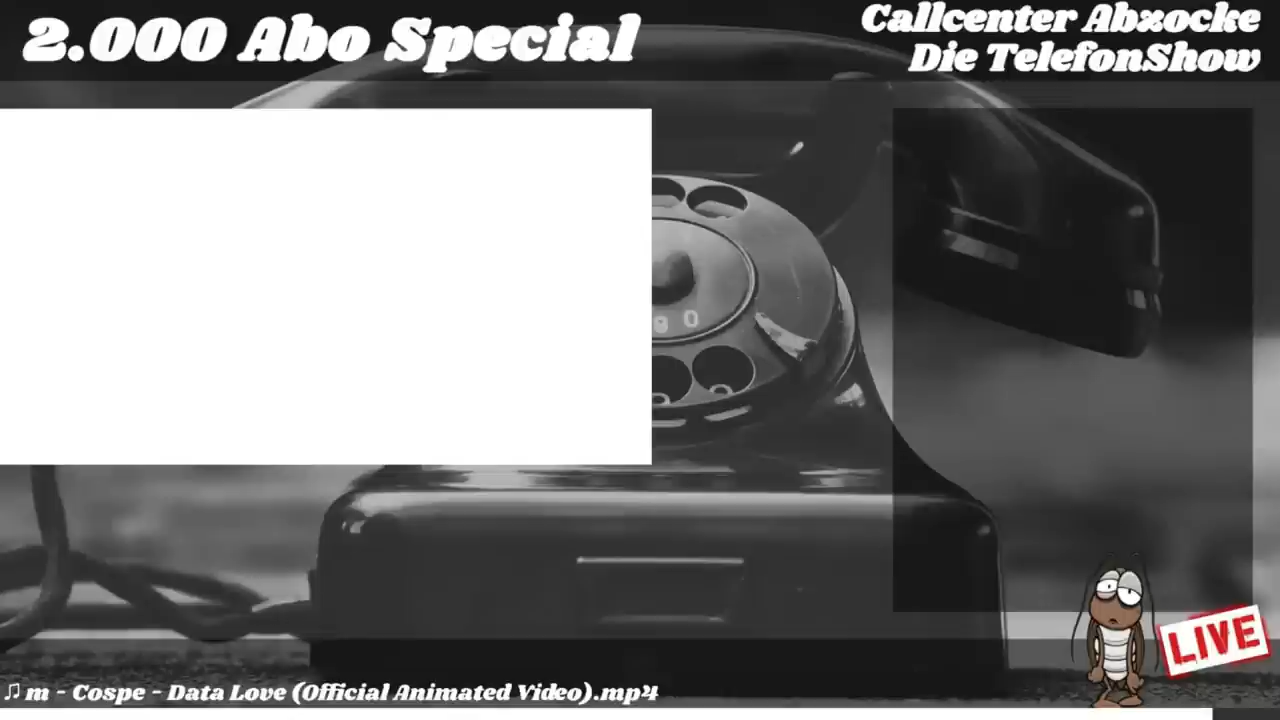 2.000 Abo Special
Callcenter Abzocke
Die TelefonShow
LIVE
♫ m - Cospe - Data Love (Official Animated Video).mp4